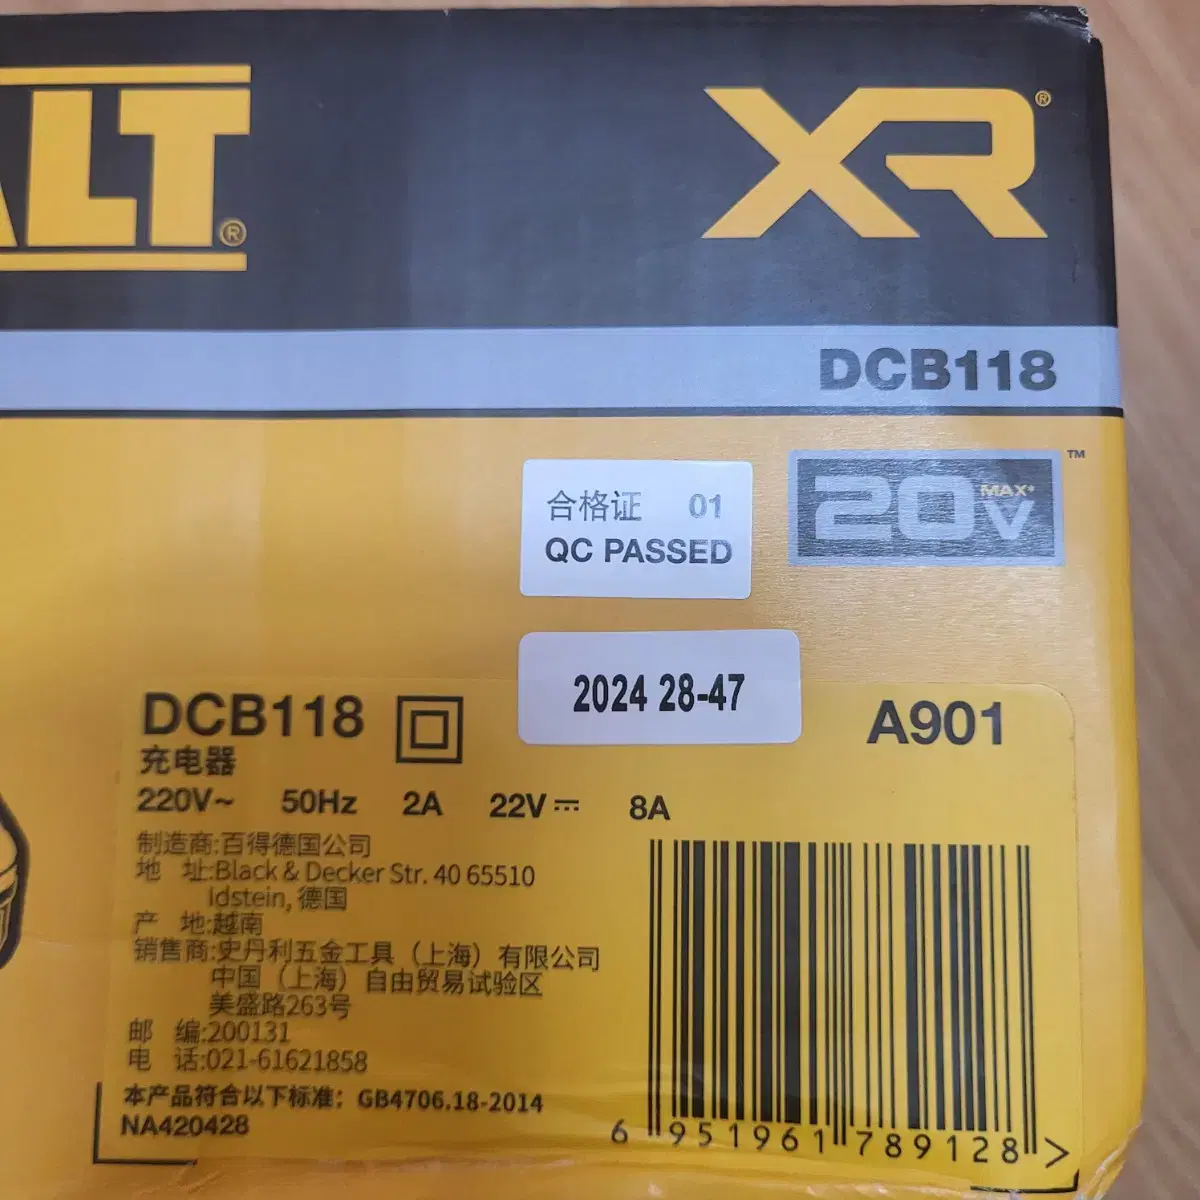 ALT®
XR®
DCB118
20V MAX* ™
合格证 01
QC PASSED
2024 28-47
DCB118
A901
充电器
220V~ 50Hz 2A 22V⎓ 8A
制造商:百得德国公司
地 址:Black & Decker Str. 40 65510
Idstein, 德国
产 地:越南
销售商:史丹利五金工具（上海）有限公司
中国（上海）自由贸易试验区
美盛路263号
邮 编:200131
电 话:021-61621858
本产品符合以下标准：GB4706.18-2014
NA420428
6 951961 789128 >